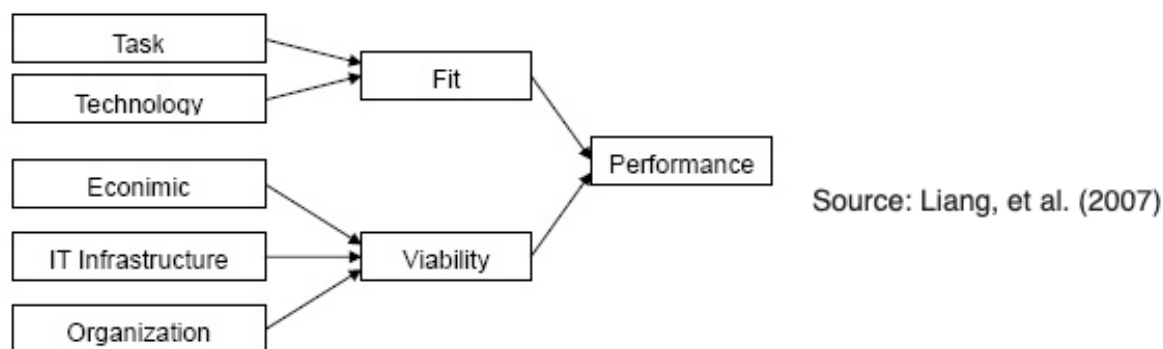 Task
Technology
Fit
Econimic
IT Infrastructure
Organization
Viability
Performance
Source: Liang, et al. (2007)